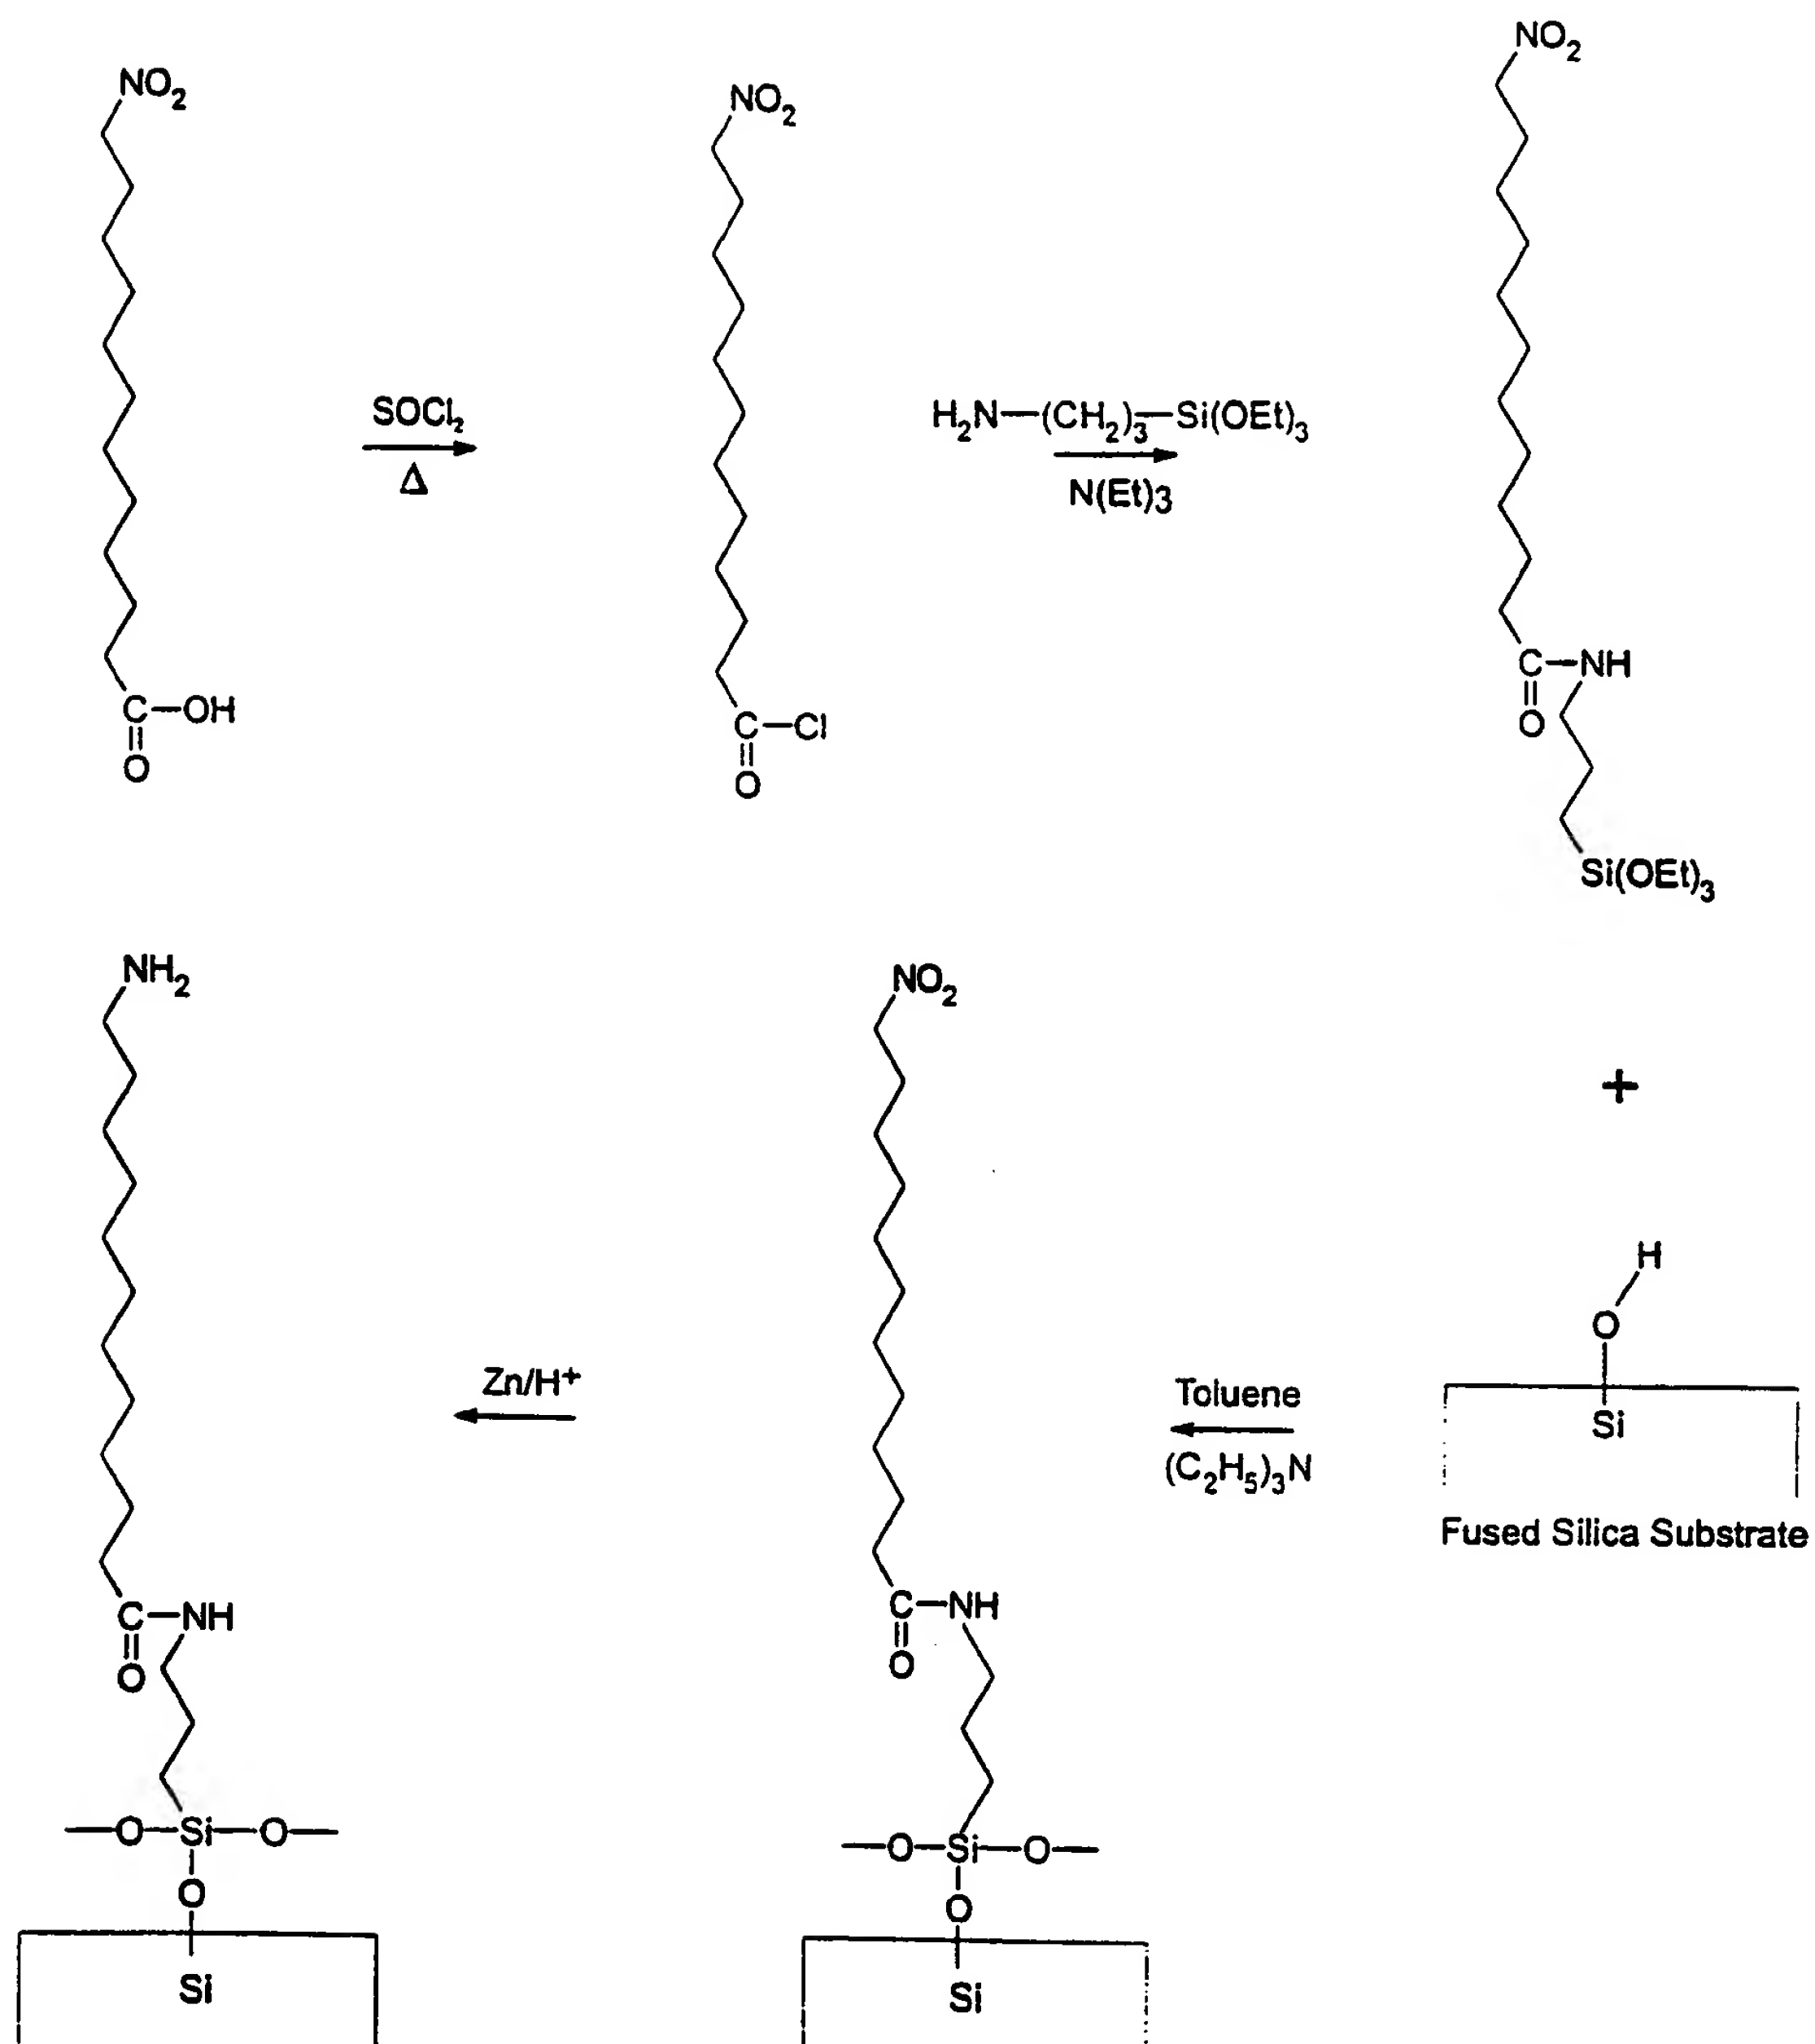 NO₂
NO₂
NO₂
SOCl₂
Δ
H₂N—(CH₂)₃—Si(OEt)₃
N(Et)₃
C—OH
O
C—Cl
O
C—NH
O
Si(OEt)₃
NH₂
NO₂
+
H
O
Si
Zn/H⁺
Toluene
(C₂H₅)₃N
Fused Silica Substrate
C—NH
O
C—NH
O
—O—Si—O—
O
Si
—O—Si—O—
O
Si